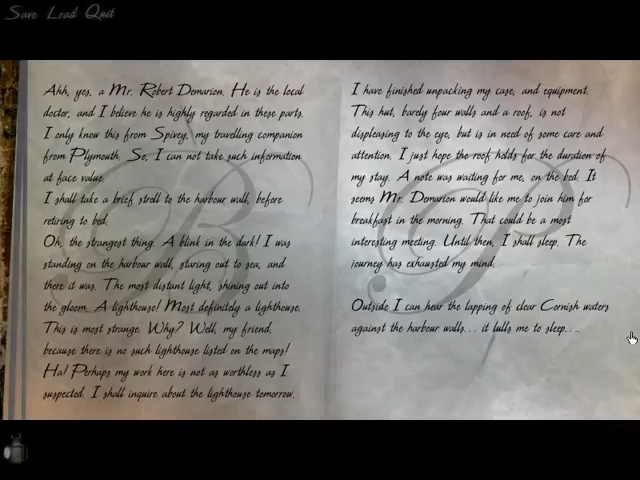 Save Load Quit
Ahh, yes, a Mr. Robert Demarion. He is the local
doctor, and I believe he is highly regarded in these parts.
I only know this from Spivey, my travelling companion
from Plymouth. So, I can not take such information
at face value.
I shall take a brief stroll to the harbour wall, before
retiring to bed.
Oh, the strangest thing. A blink in the dark! I was
standing on the harbour wall, staring out to sea, and
there it was. The most distant light, shining out into
the gloom. A lighthouse! Most definitely a lighthouse.
This is most strange. Why? Well, my friend,
because there is no such lighthouse listed on the maps!
Ha! Perhaps my work here is not as worthless as I
suspected. I shall inquire about the lighthouse tomorrow.
I have finished unpacking my case, and equipment.
This hut, barely four walls and a roof, is not
displeasing to the eye, but is in need of some care and
attention. I just hope the roof holds for the duration of
my stay. A note was waiting for me, on the bed. It
seems Mr. Demarion would like me to join him for
breakfast in the morning. That could be a most
interesting meeting. Until then, I shall sleep. The
journey has exhausted my mind.
Outside I can hear the lapping of clear Cornish waters
against the harbour walls... it lulls me to sleep....